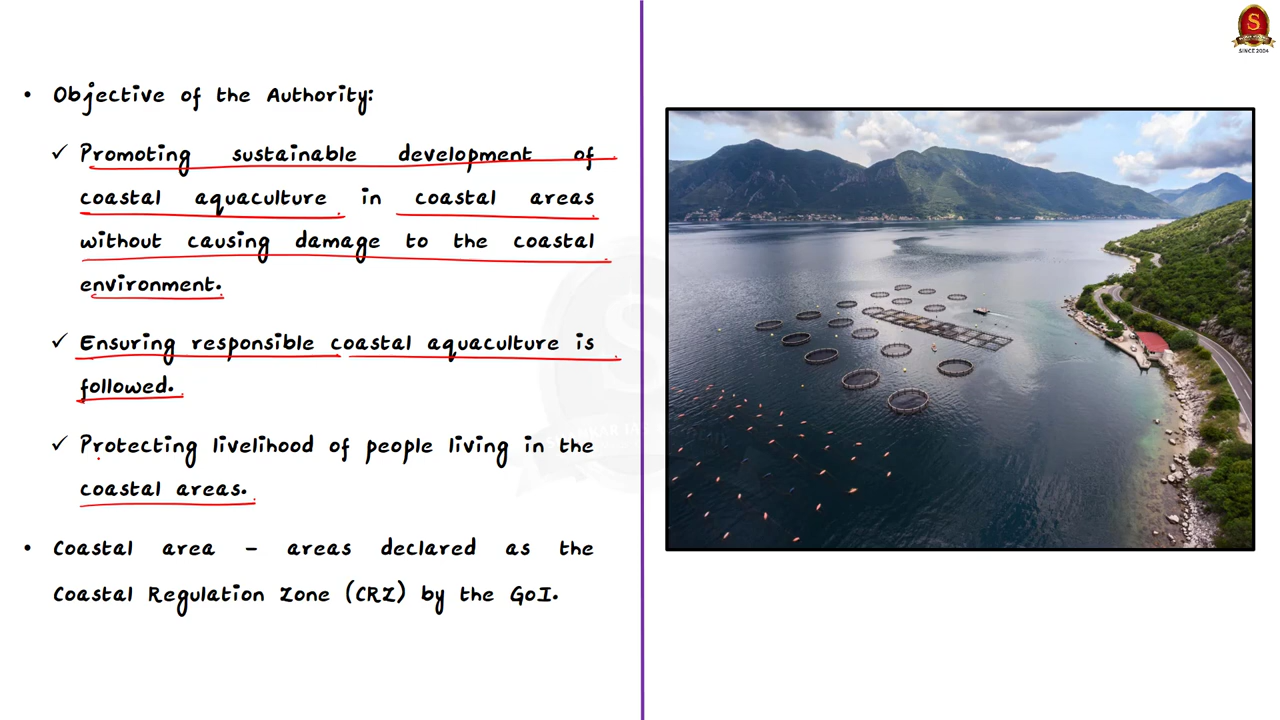 • Objective of the Authority:
✓ Promoting sustainable development of
coastal aquaculture in coastal areas
without causing damage to the coastal
environment.
✓ Ensuring responsible coastal aquaculture is
followed.
✓ Protecting livelihood of people living in the
coastal areas.
• Coastal area – areas declared as the
Coastal Regulation Zone (CRZ) by the GoI.
S
SINCE 2004